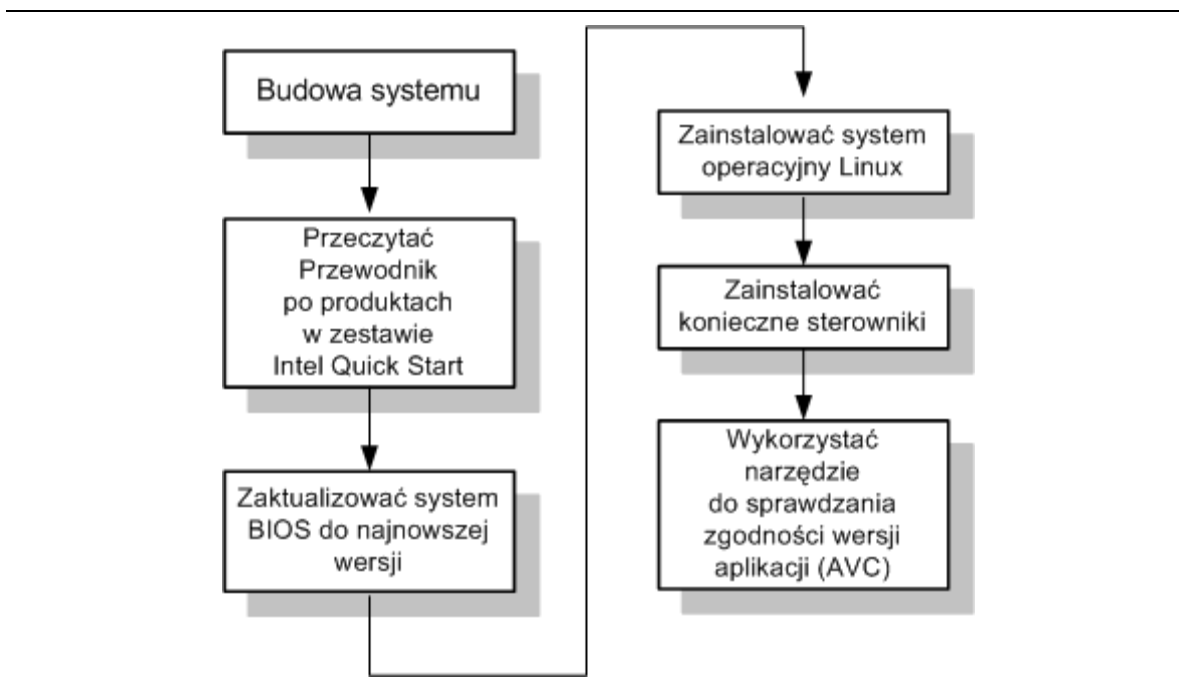 Budowa systemu
Przeczytać
Przewodnik
po produktach
w zestawie
Intel Quick Start
Zaktualizować system
BIOS do najnowszej
wersji
Zainstalować system
operacyjny Linux
Zainstalować
konieczne sterowniki
Wykorzystać
narzędzie
do sprawdzania
zgodności wersji
aplikacji (AVC)